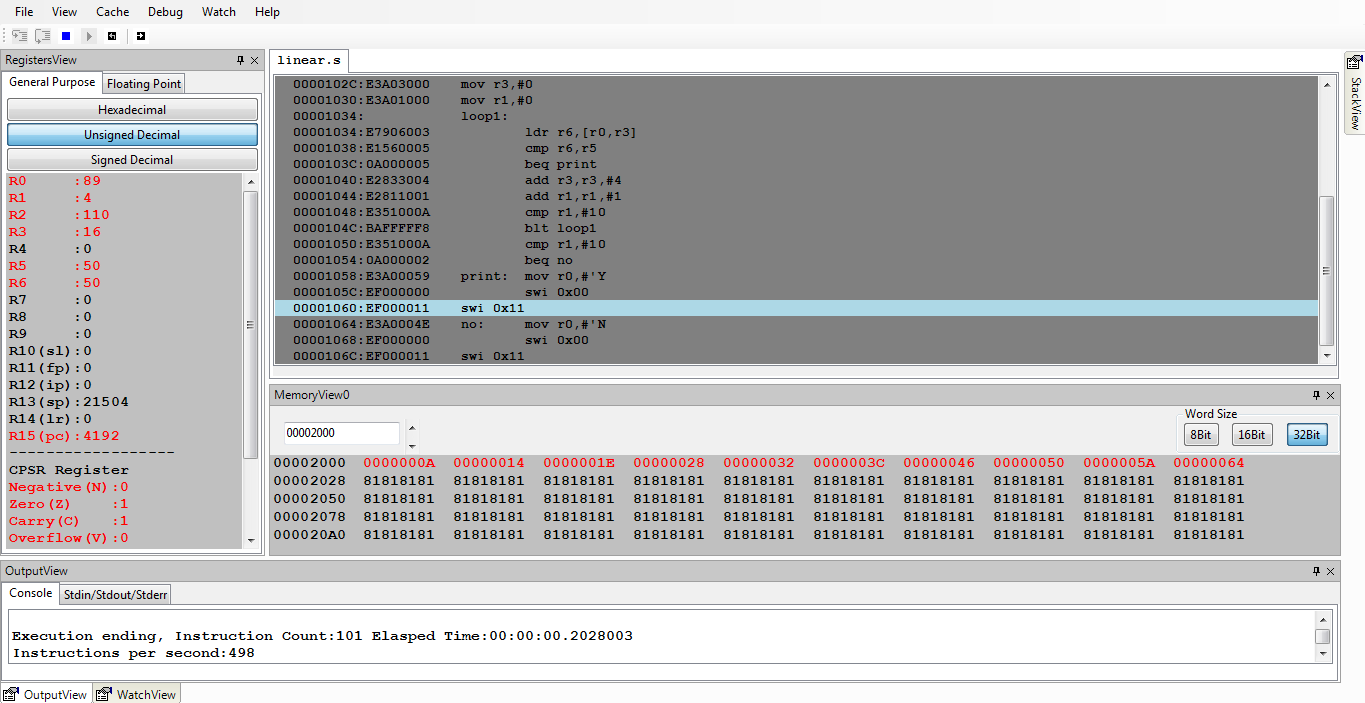 File View Cache Debug Watch Help
RegistersView
General Purpose Floating Point
Hexadecimal
Unsigned Decimal
Signed Decimal
R0 :89
R1 :4
R2 :110
R3 :16
R4 :0
R5 :50
R6 :50
R7 :0
R8 :0
R9 :0
R10(sl):0
R11(fp):0
R12(ip):0
R13(sp):21504
R14(lr):0
R15(pc):4192
------------------
CPSR Register
Negative(N):0
Zero(Z) :1
Carry(C) :1
Overflow(V):0
linear.s
0000102C:E3A03000 mov r3,#0
00001030:E3A01000 mov r1,#0
00001034: loop1:
00001034:E7906003 ldr r6,[r0,r3]
00001038:E1560005 cmp r6,r5
0000103C:0A000005 beq print
00001040:E2833004 add r3,r3,#4
00001044:E2811001 add r1,r1,#1
00001048:E351000A cmp r1,#10
0000104C:BAFFFFF8 blt loop1
00001050:E351000A cmp r1,#10
00001054:0A000002 beq no
00001058:E3A00059 print: mov r0,#'Y
0000105C:EF000000 swi 0x00
00001060:EF000011 swi 0x11
00001064:E3A0004E no: mov r0,#'N
00001068:EF000000 swi 0x00
0000106C:EF000011 swi 0x11
StackView
MemoryView0
00002000
Word Size
8Bit 16Bit 32Bit
00002000 0000000A 00000014 0000001E 00000028 00000032 0000003C 00000046 00000050 0000005A 00000064
00002028 81818181 81818181 81818181 81818181 81818181 81818181 81818181 81818181 81818181 81818181
00002050 81818181 81818181 81818181 81818181 81818181 81818181 81818181 81818181 81818181 81818181
00002078 81818181 81818181 81818181 81818181 81818181 81818181 81818181 81818181 81818181 81818181
000020A0 81818181 81818181 81818181 81818181 81818181 81818181 81818181 81818181 81818181 81818181
OutputView
Console Stdin/Stdout/Stderr
Execution ending, Instruction Count:101 Elasped Time:00:00:00.2028003
Instructions per second:498
OutputView WatchView